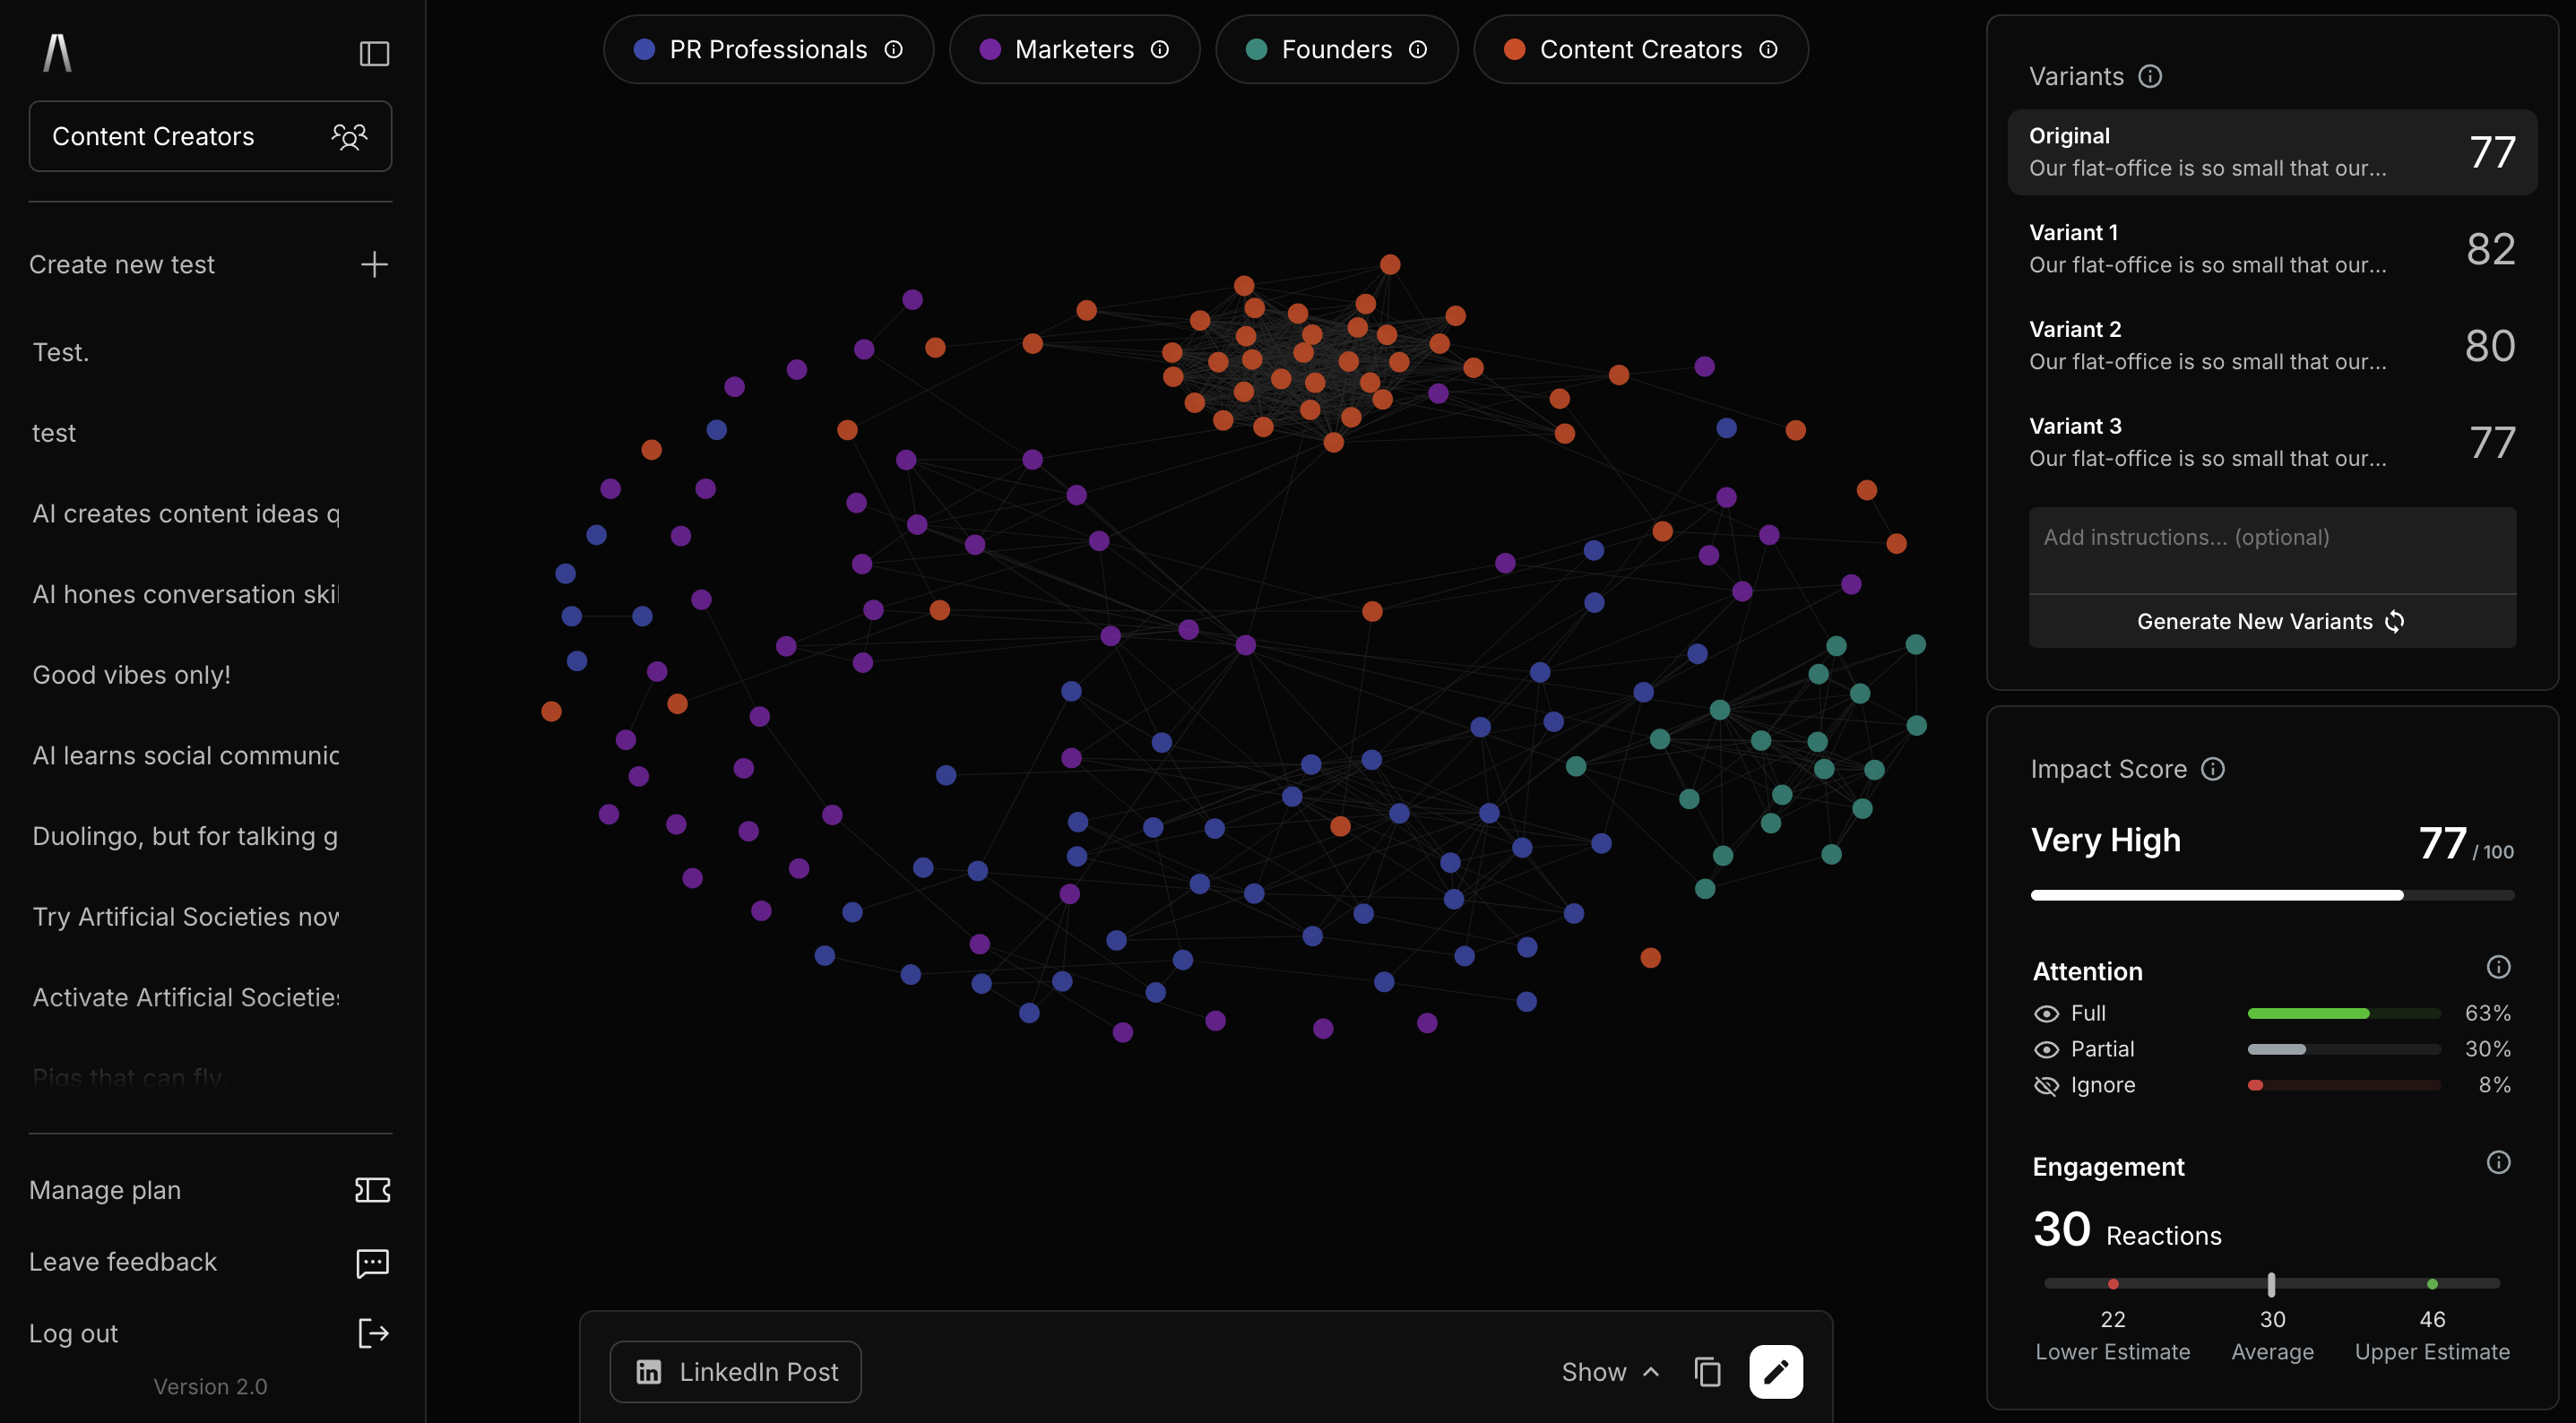 Content Creators
Create new test
Test.
test
AI creates content ideas q
AI hones conversation skil
Good vibes only!
AI learns social communic
Duolingo, but for talking g
Try Artificial Societies now
Activate Artificial Societies
Pigs that can fly.
Manage plan
Leave feedback
Log out
Version 2.0
PR Professionals
Marketers
Founders
Content Creators
LinkedIn Post
Show
Variants
Original
Our flat-office is so small that our...
77
Variant 1
Our flat-office is so small that our...
82
Variant 2
Our flat-office is so small that our...
80
Variant 3
Our flat-office is so small that our...
77
Add instructions... (optional)
Generate New Variants
Impact Score
Very High
77 / 100
Attention
Full 63%
Partial 30%
Ignore 8%
Engagement
30 Reactions
22 30 46
Lower Estimate Average Upper Estimate